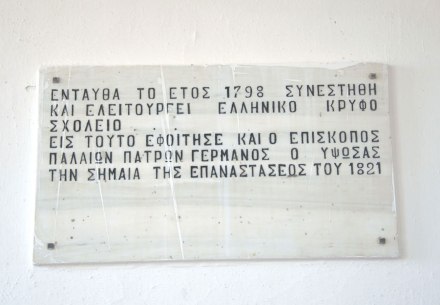 ΕΝΤΑΥΘΑ ΤΟ ΕΤΟΣ 1798 ΣΥΝΕΣΤΗΘΗ
ΚΑΙ ΕΛΕΙΤΟΥΡΓΕΙ ΕΛΛΗΝΙΚΟ ΚΡΥΦΟ
ΣΧΟΛΕΙΟ
ΕΙΣ ΤΟΥΤΟ ΕΦΟΙΤΗΣΕ ΚΑΙ Ο ΕΠΙΣΚΟΠΟΣ
ΠΑΛΑΙΩΝ ΠΑΤΡΩΝ ΓΕΡΜΑΝΟΣ Ο ΥΨΩΣΑΣ
ΤΗΝ ΣΗΜΑΙΑ ΤΗΣ ΕΠΑΝΑΣΤΑΣΕΩΣ ΤΟΥ 1821